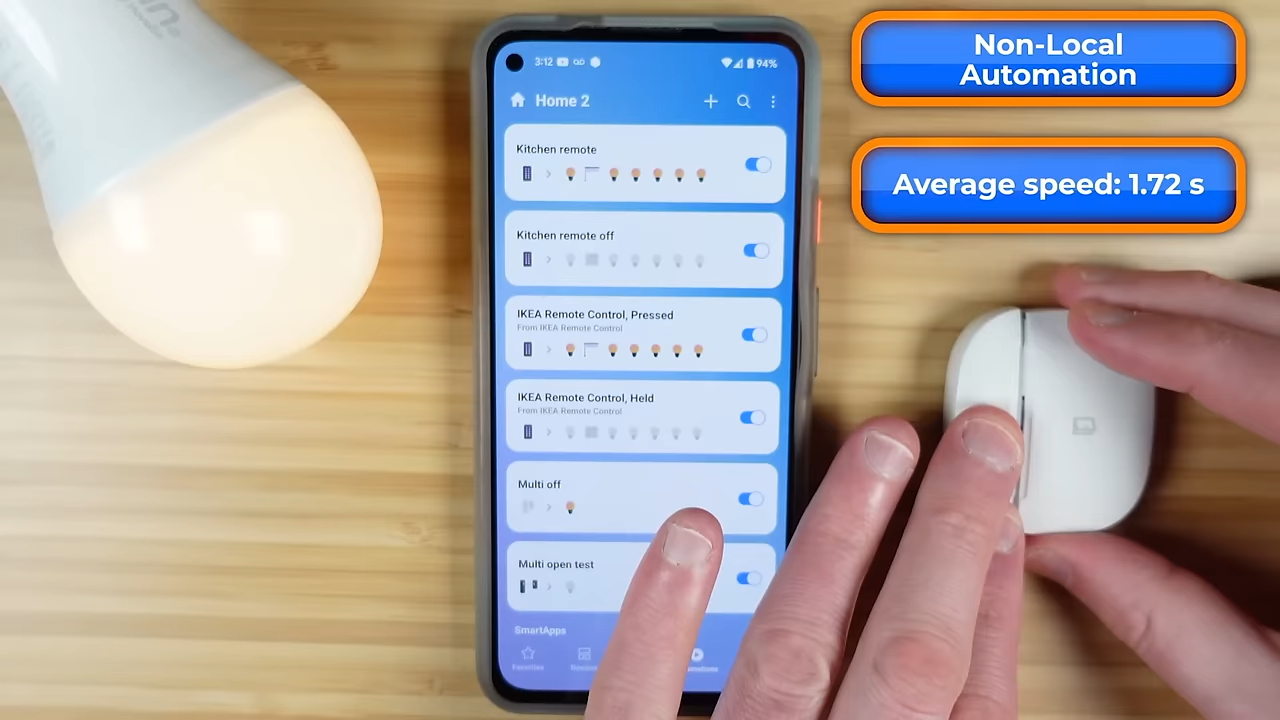 Non-Local
Automation
Average speed: 1.72 s
3:12
94%
Home 2
Kitchen remote
Kitchen remote off
IKEA Remote Control, Pressed
From IKEA Remote Control
IKEA Remote Control, Held
From IKEA Remote Control
Multi off
Multi open test
SmartApps
Favorites